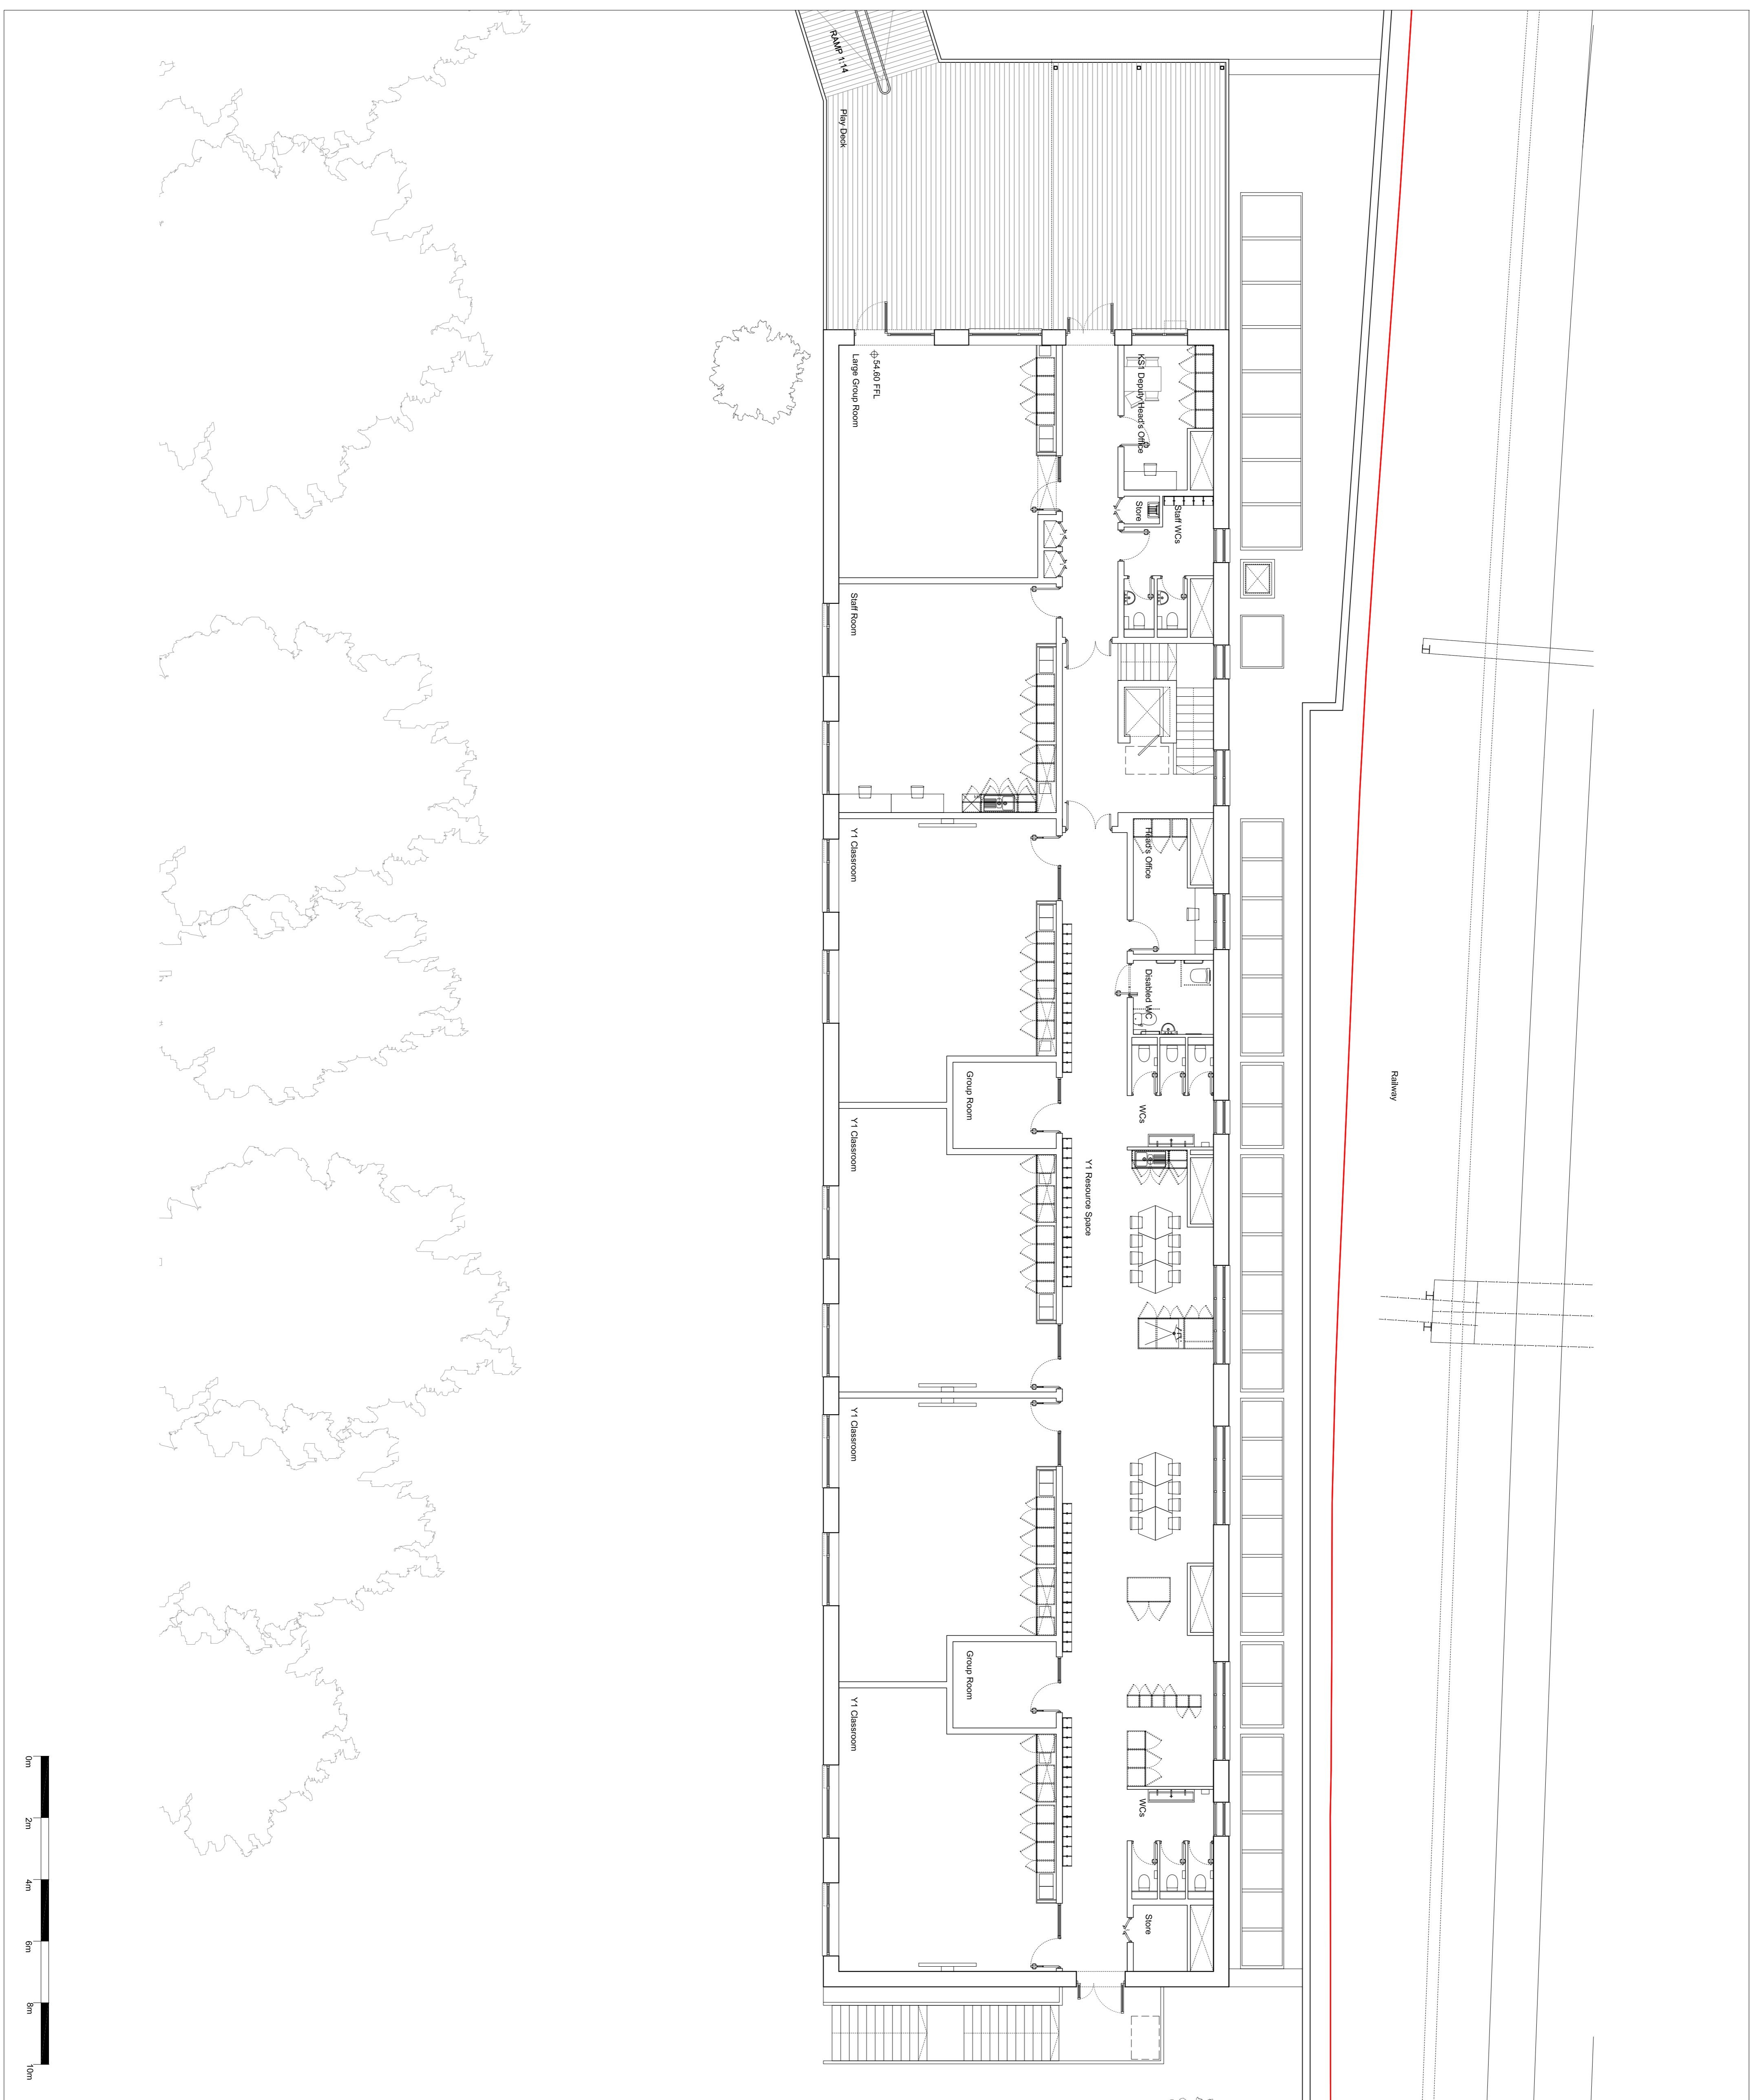 RAMP 1:14
Play Deck
54.60 FFL
Large Group Room
KS1 Deputy Head's Office
Store
Staff WCs
Staff Room
Y1 Classroom
Head's Office
Disabled WC
Group Room
WCs
Y1 Classroom
Y1 Resource Space
Railway
Y1 Classroom
Group Room
Y1 Classroom
WCs
Store
0m
2m
4m
6m
8m
10m